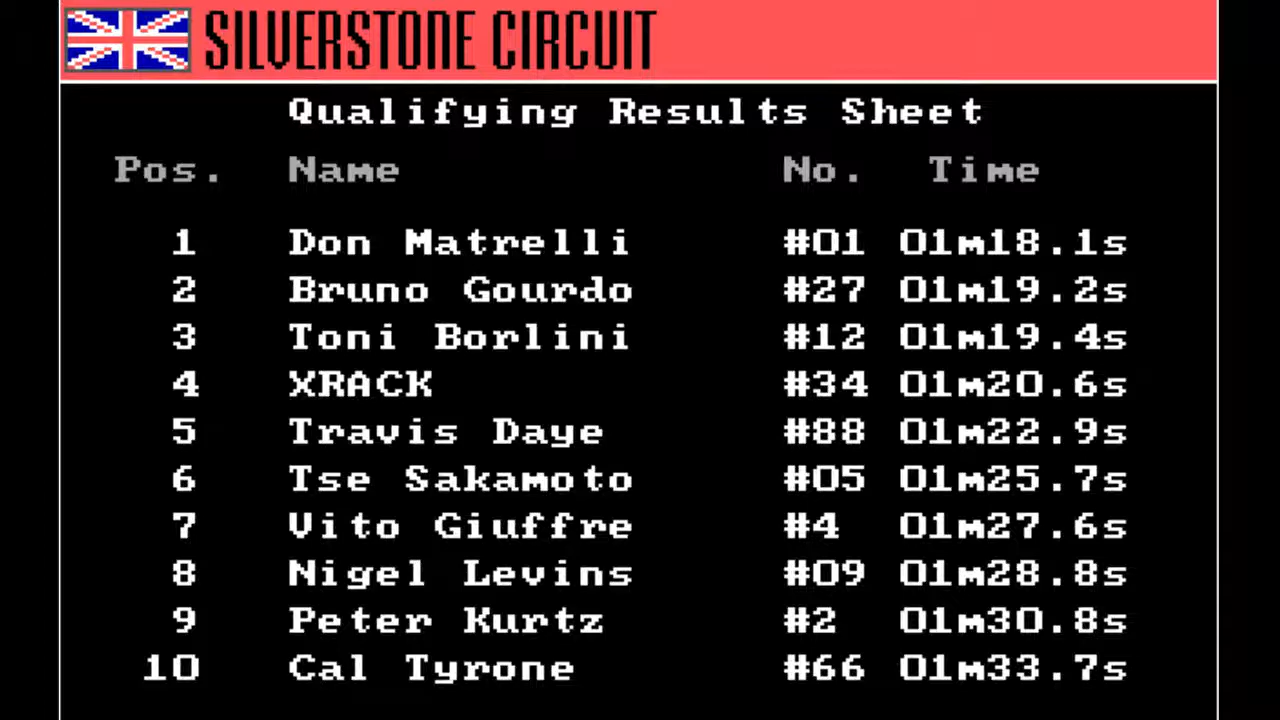 SILVERSTONE CIRCUIT
Qualifying Results Sheet
Pos. Name No. Time
1 Don Matrelli #01 01m18.1s
2 Bruno Gourdo #27 01m19.2s
3 Toni Borlini #12 01m19.4s
4 XRACK #34 01m20.6s
5 Travis Daye #88 01m22.9s
6 Tse Sakamoto #05 01m25.7s
7 Vito Giuffre #4 01m27.6s
8 Nigel Levins #09 01m28.8s
9 Peter Kurtz #2 01m30.8s
10 Cal Tyrone #66 01m33.7s